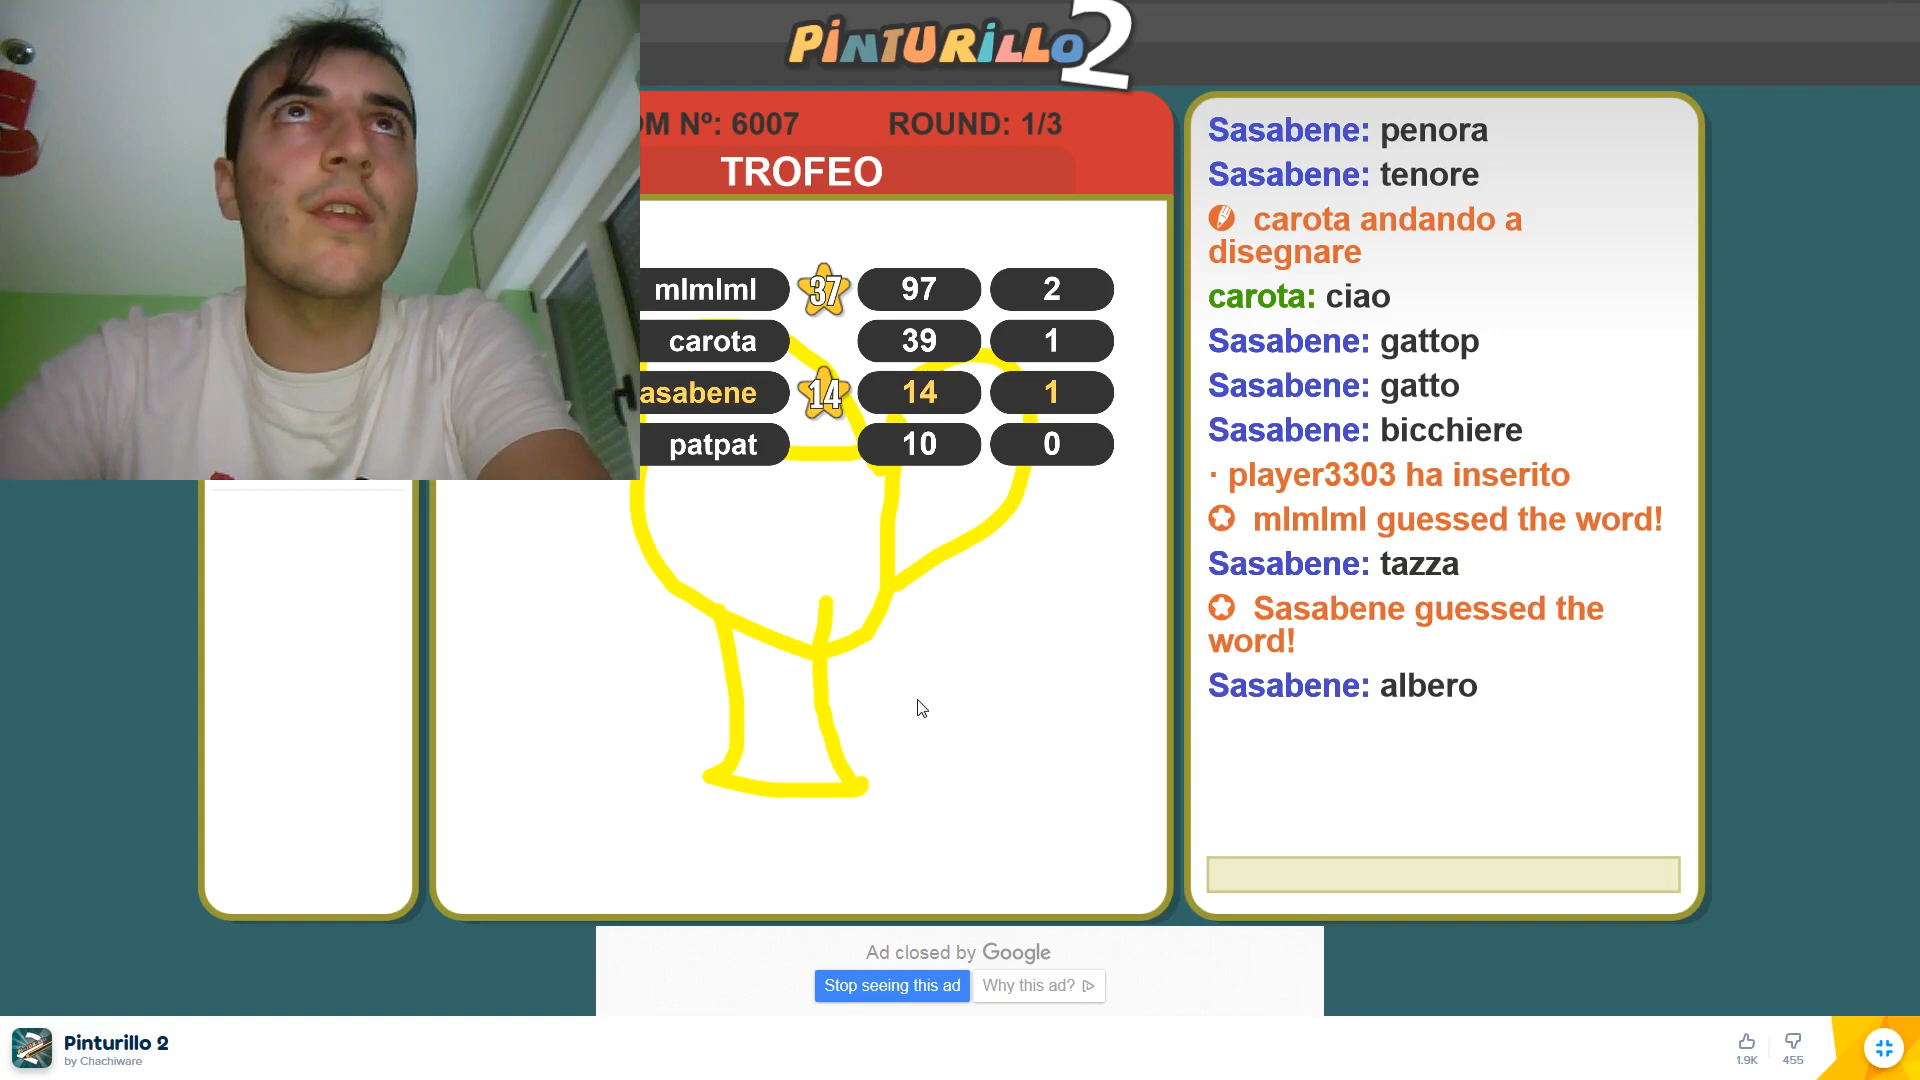 PINTURILLO 2
M Nº: 6007
ROUND: 1/3
TROFEO
mlmlml 37 97 2
carota 39 1
asabene 14 14 1
patpat 10 0
Sasabene: penora
Sasabene: tenore
carota andando a
disegnare
carota: ciao
Sasabene: gattop
Sasabene: gatto
Sasabene: bicchiere
· player3303 ha inserito
mlmlml guessed the word!
Sasabene: tazza
Sasabene guessed the
word!
Sasabene: albero
Ad closed by Google
Stop seeing this ad
Why this ad?
Pinturillo 2
by Chachiware
1.9K
455